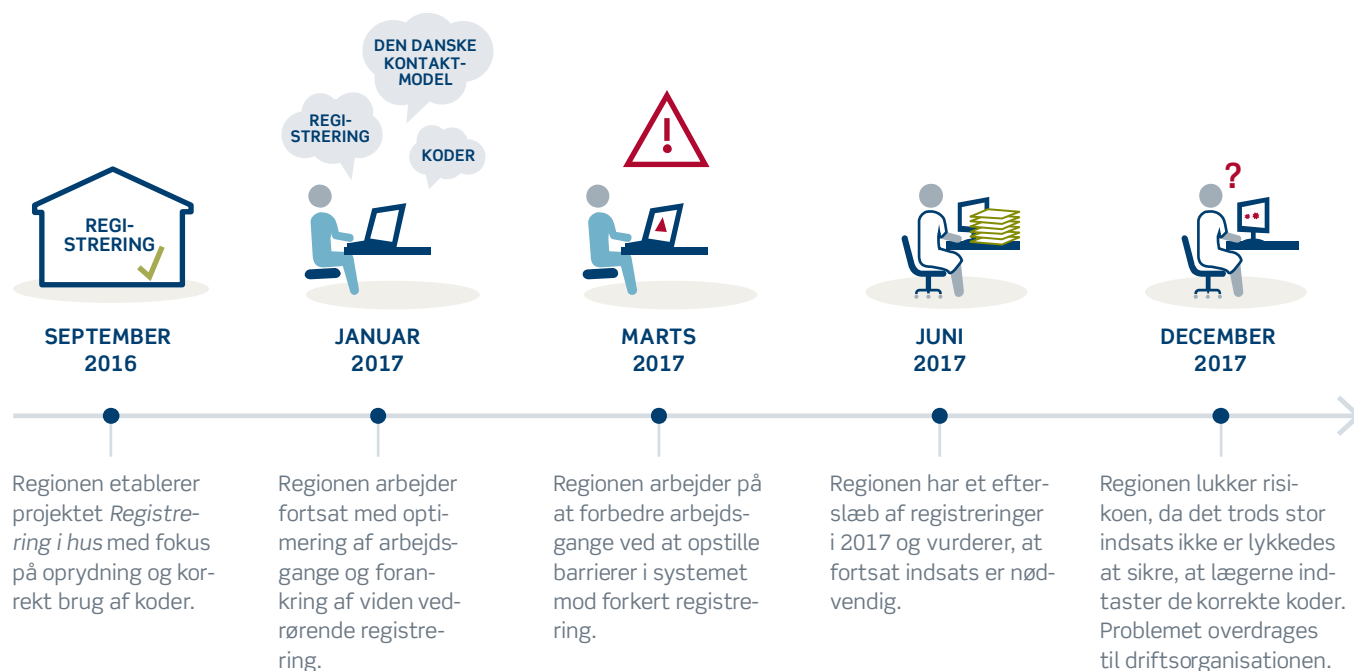 DEN DANSKE
KONTAKT-
MODEL
REGI-
STRERING
KODER
REGI-
STRERING
!
?
SEPTEMBER
2016
JANUAR
2017
MARTS
2017
JUNI
2017
DECEMBER
2017
Regionen etablerer
projektet Registre-
ring i hus med fokus
på oprydning og kor-
rekt brug af koder.
Regionen arbejder
fortsat med opti-
mering af arbejds-
gange og foran-
kring af viden ved-
rørende registre-
ring.
Regionen arbejder på
at forbedre arbejds-
gange ved at opstille
barrierer i systemet
mod forkert registre-
ring.
Regionen har et efter-
slæb af registreringer
i 2017 og vurderer, at
fortsat indsats er nød-
vendig.
Regionen lukker risi-
koen, da det trods stor
indsats ikke er lykkedes
at sikre, at lægerne ind-
taster de korrekte koder.
Problemet overdrages
til driftsorganisationen.